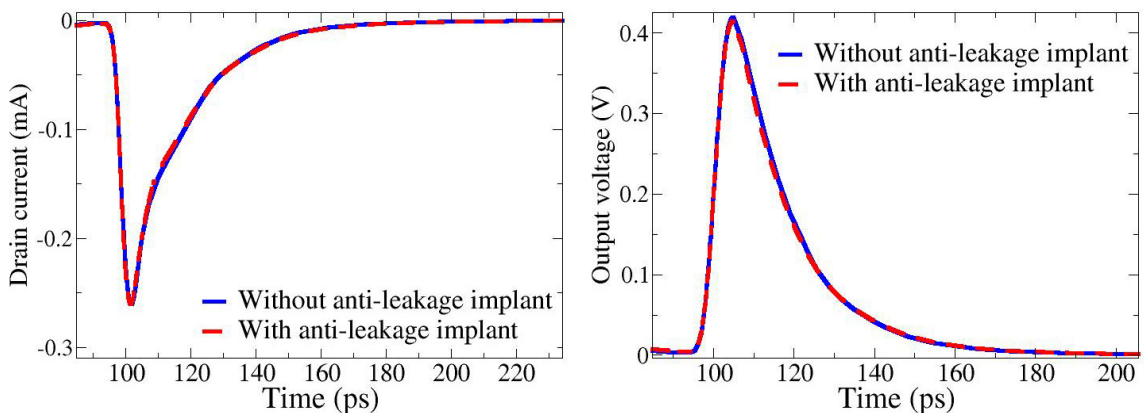 0
-0.1
-0.2
-0.3
Drain current (mA)
Without anti-leakage implant
With anti-leakage implant
100 120 140 160 180 200 220
Time (ps)
0.4
0.3
0.2
0.1
0
Output voltage (V)
Without anti-leakage implant
With anti-leakage implant
100 120 140 160 180 200
Time (ps)